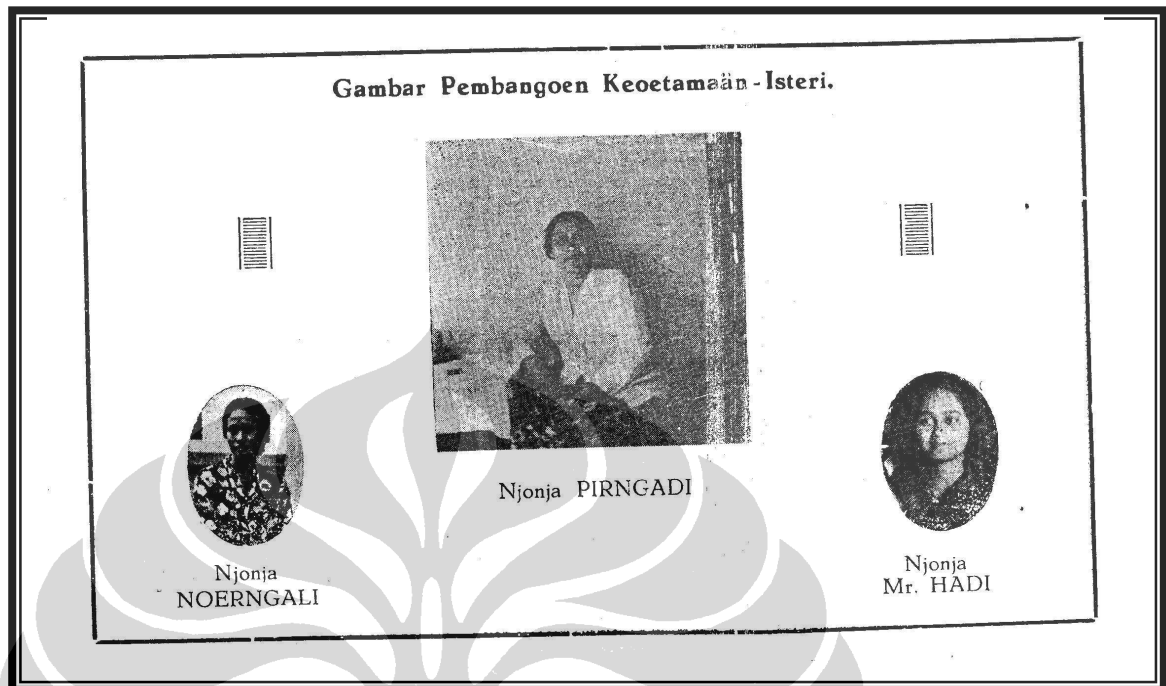 Gambar Pembangoen Keoetamaän-Isteri.
Njonja PIRNGADI
Njonja
NOERNGALI
Njonja
Mr. HADI